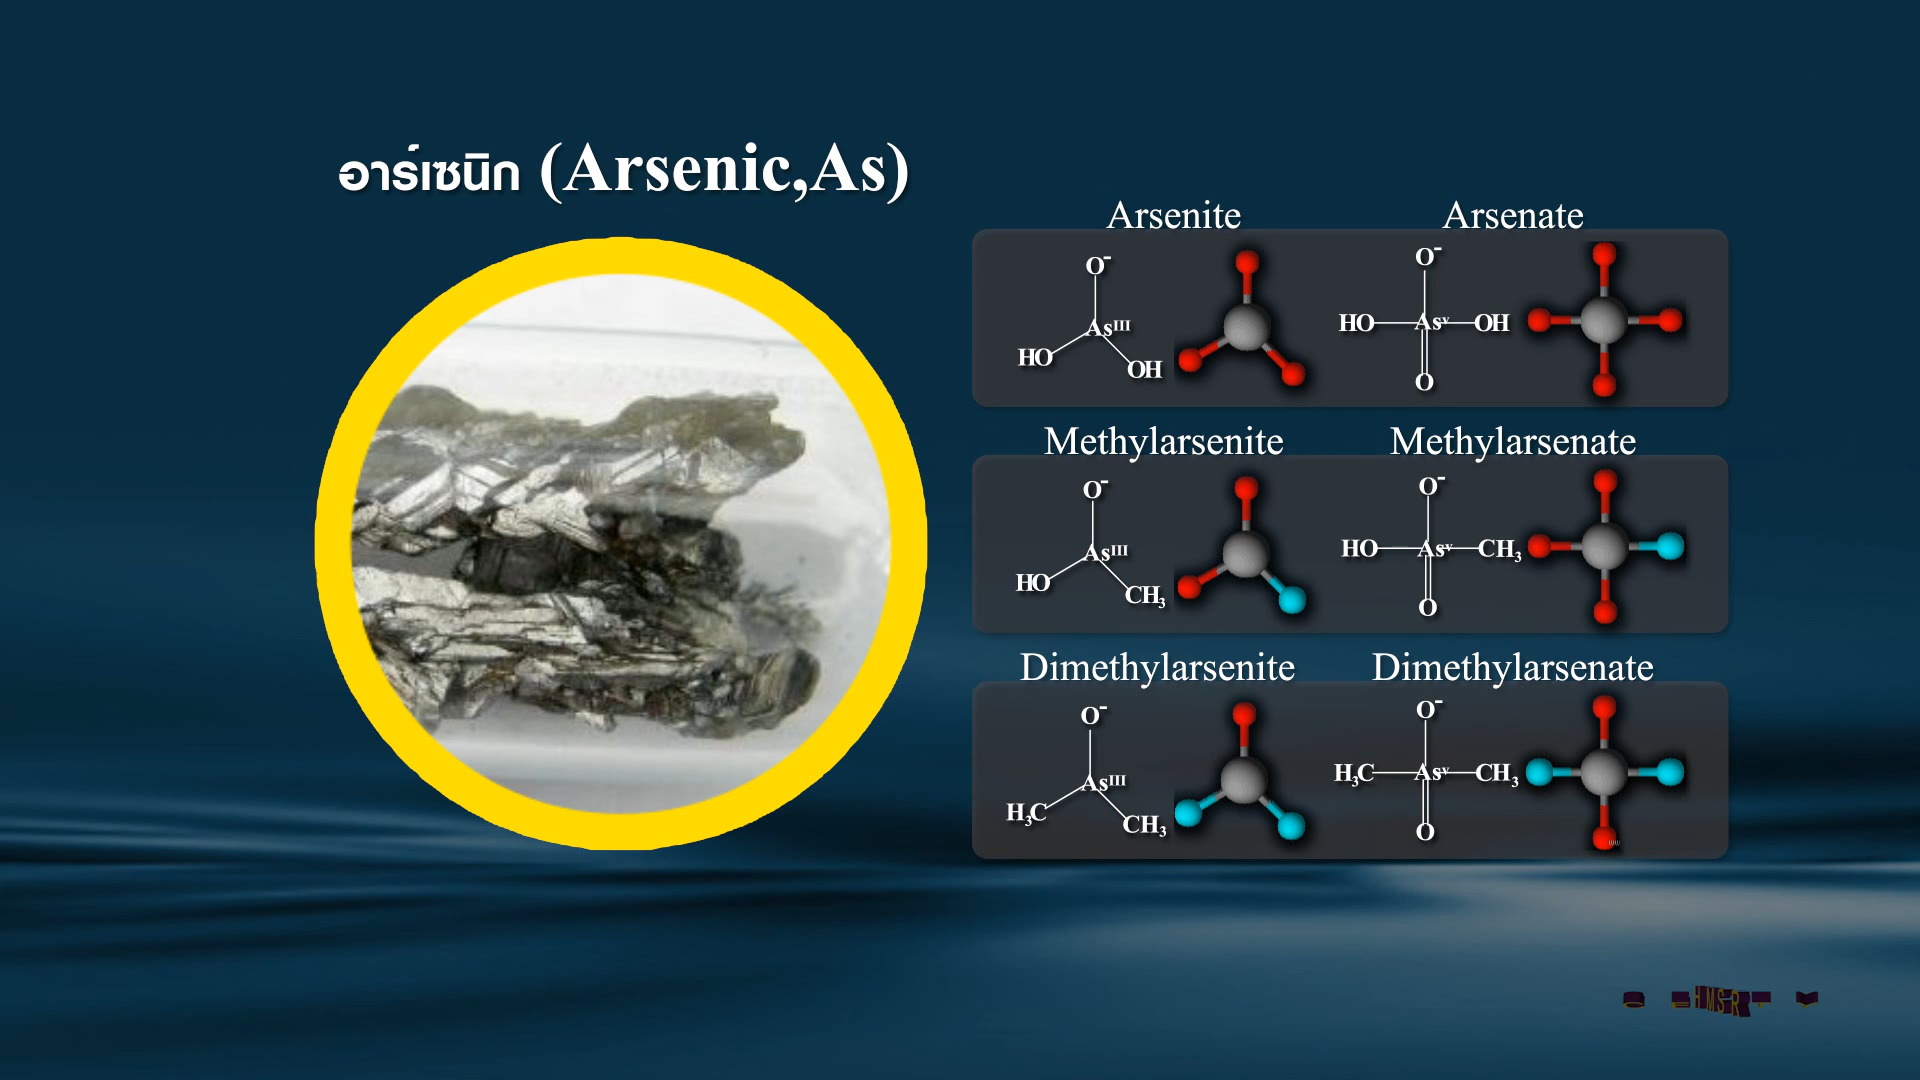 อาร์เซนิก (Arsenic,As)
Arsenite
Arsenate
O⁻
Asᴵᴵᴵ
HO
OH
O⁻
HO
Asᵛ
OH
O
Methylarsenite
Methylarsenate
O⁻
Asᴵᴵᴵ
HO
CH₃
O⁻
HO
Asᵛ
CH₃
O
Dimethylarsenite
Dimethylarsenate
O⁻
Asᴵᴵᴵ
H₃C
CH₃
O⁻
H₃C
Asᵛ
CH₃
O
HMSR